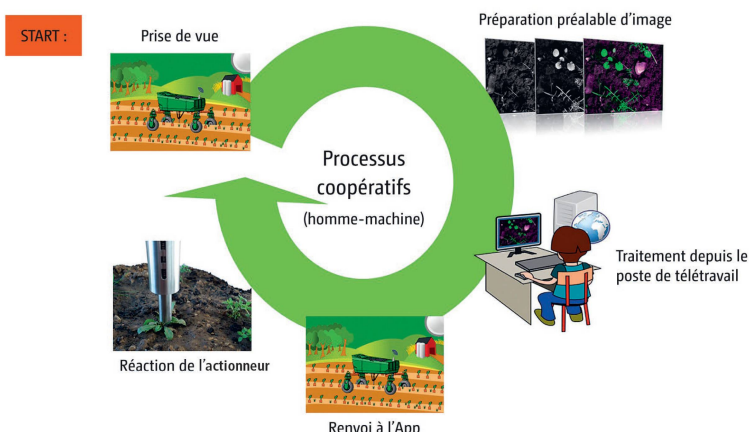 START :
Prise de vue
Préparation préalable d'image
Processus
coopératifs
(homme-machine)
Traitement depuis le
poste de télétravail
Réaction de l'actionneur
Renvoi à l'App